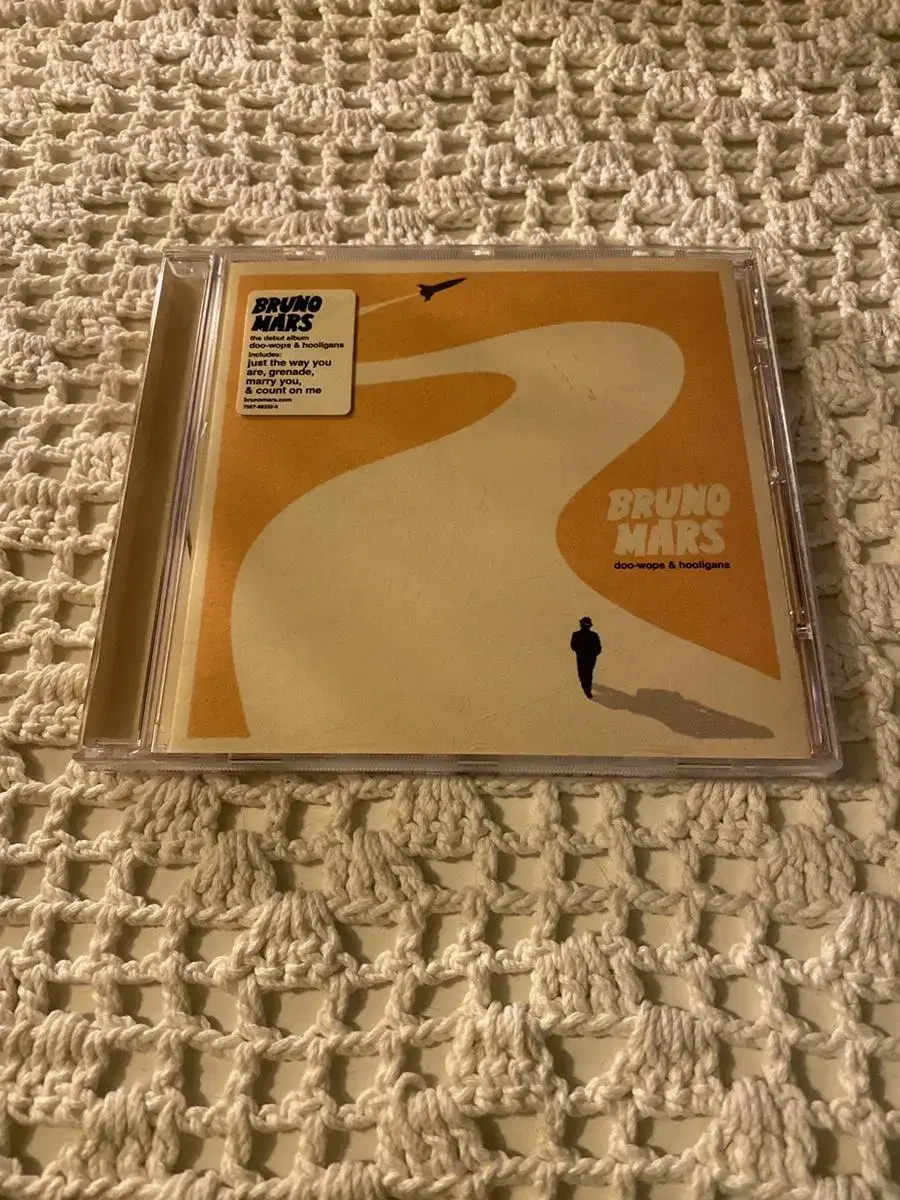 BRUNO
MARS
the debut album
doo-wops & hooligans
includes:
just the way you
are, grenade,
marry you,
& count on me
brunomars.com
BRUNO
MARS
doo-wops & hooligans